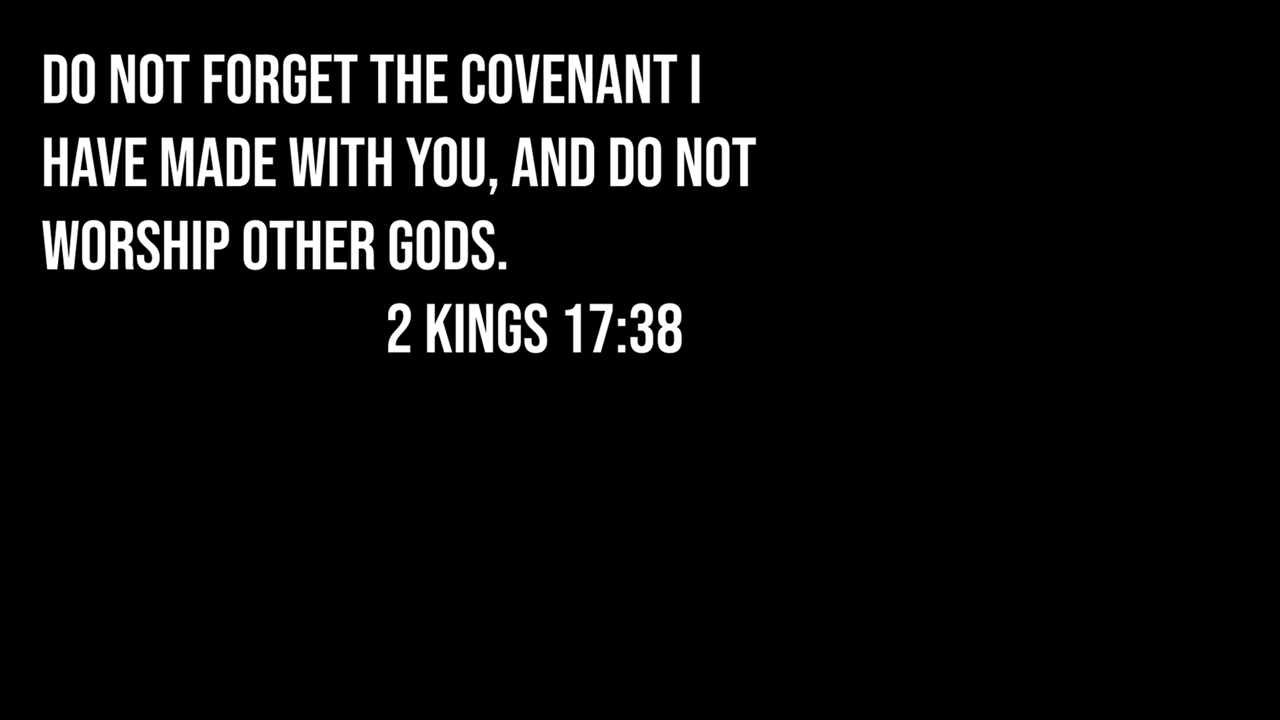 DO NOT FORGET THE COVENANT I
HAVE MADE WITH YOU, AND DO NOT
WORSHIP OTHER GODS.
2 KINGS 17:38